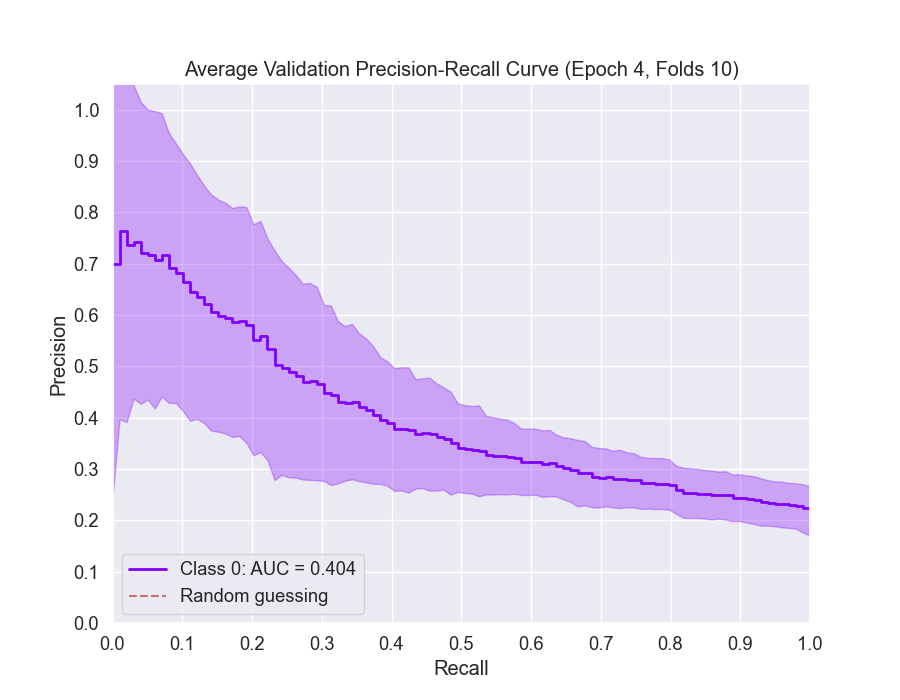 Average Validation Precision-Recall Curve (Epoch 4, Folds 10)
1.0
0.9
0.8
0.7
0.6
0.5
0.4
0.3
0.2
0.1
0.0
Precision
Class 0: AUC = 0.404
Random guessing
0.0 0.1 0.2 0.3 0.4 0.5 0.6 0.7 0.8 0.9 1.0
Recall